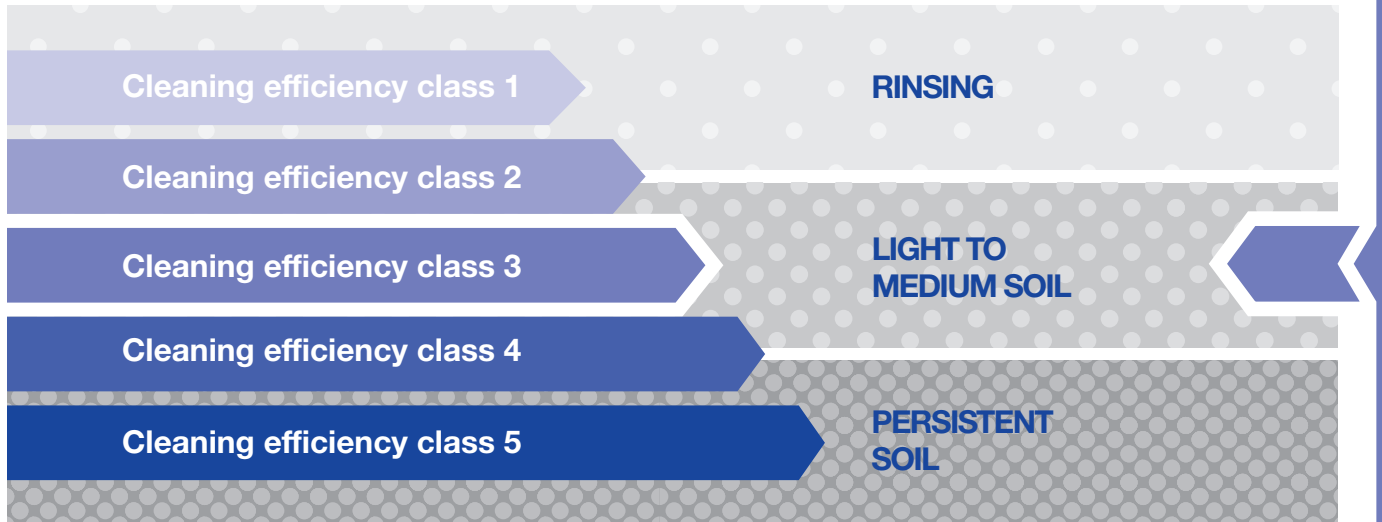 Cleaning efficiency class 1
RINSING
Cleaning efficiency class 2
Cleaning efficiency class 3
LIGHT TO
MEDIUM SOIL
Cleaning efficiency class 4
Cleaning efficiency class 5
PERSISTENT
SOIL